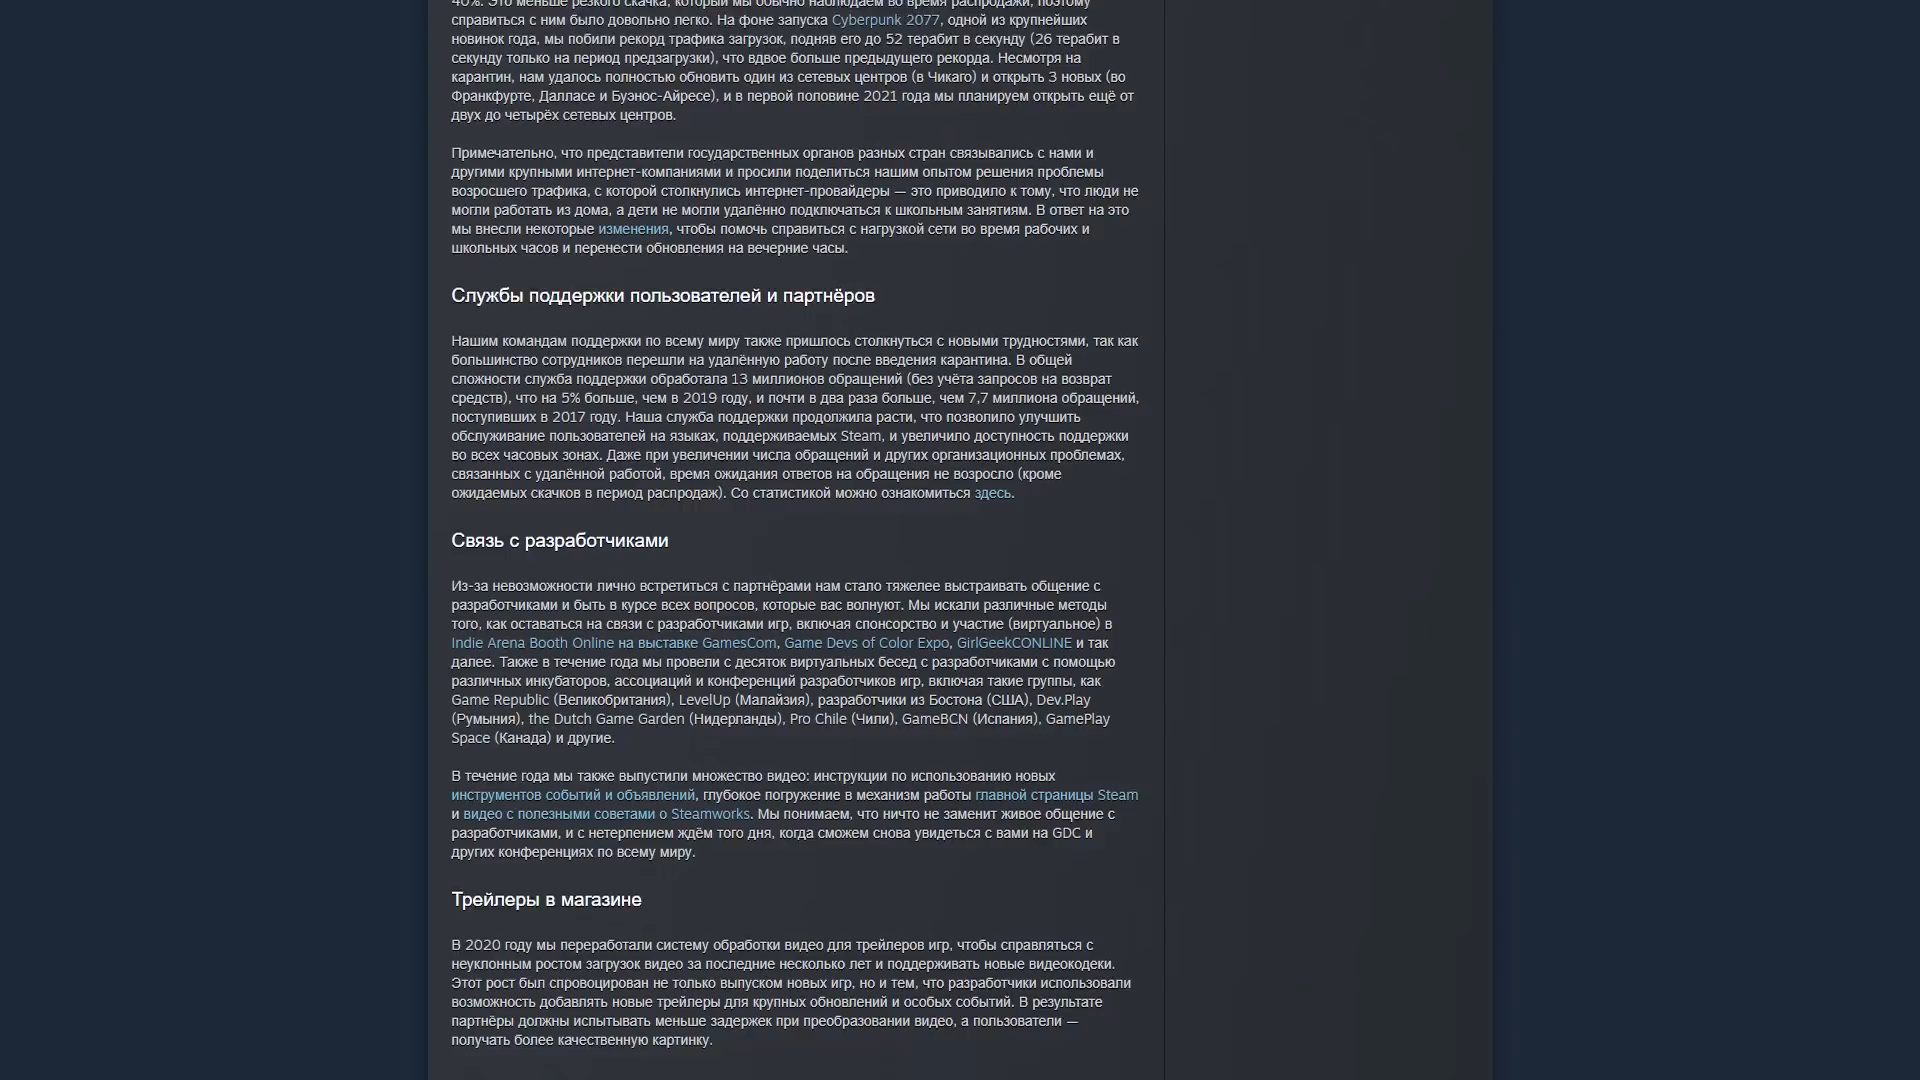 40%. Это меньше резкого скачка, который мы обычно наблюдаем во время распродажи, поэтому
справиться с ним было довольно легко. На фоне запуска Cyberpunk 2077, одной из крупнейших
новинок года, мы побили рекорд трафика загрузок, подняв его до 52 терабит в секунду (26 терабит в
секунду только на период предзагрузки), что вдвое больше предыдущего рекорда. Несмотря на
карантин, нам удалось полностью обновить один из сетевых центров (в Чикаго) и открыть 3 новых (во
Франкфурте, Далласе и Буэнос-Айресе), и в первой половине 2021 года мы планируем открыть ещё от
двух до четырёх сетевых центров.
Примечательно, что представители государственных органов разных стран связывались с нами и
другими крупными интернет-компаниями и просили поделиться нашим опытом решения проблемы
возросшего трафика, с которой столкнулись интернет-провайдеры — это приводило к тому, что люди не
могли работать из дома, а дети не могли удалённо подключаться к школьным занятиям. В ответ на это
мы внесли некоторые изменения, чтобы помочь справиться с нагрузкой сети во время рабочих и
школьных часов и перенести обновления на вечерние часы.
Службы поддержки пользователей и партнёров
Нашим командам поддержки по всему миру также пришлось столкнуться с новыми трудностями, так как
большинство сотрудников перешли на удалённую работу после введения карантина. В общей
сложности служба поддержки обработала 13 миллионов обращений (без учёта запросов на возврат
средств), что на 5% больше, чем в 2019 году, и почти в два раза больше, чем 7,7 миллиона обращений,
поступивших в 2017 году. Наша служба поддержки продолжила расти, что позволило улучшить
обслуживание пользователей на языках, поддерживаемых Steam, и увеличило доступность поддержки
во всех часовых зонах. Даже при увеличении числа обращений и других организационных проблемах,
связанных с удалённой работой, время ожидания ответов на обращения не возросло (кроме
ожидаемых скачков в период распродаж). Со статистикой можно ознакомиться здесь.
Связь с разработчиками
Из-за невозможности лично встретиться с партнёрами нам стало тяжелее выстраивать общение с
разработчиками и быть в курсе всех вопросов, которые вас волнуют. Мы искали различные методы
того, как оставаться на связи с разработчиками игр, включая спонсорство и участие (виртуальное) в
Indie Arena Booth Online на выставке GamesCom, Game Devs of Color Expo, GirlGeekCONLINE и так
далее. Также в течение года мы провели с десяток виртуальных бесед с разработчиками с помощью
различных инкубаторов, ассоциаций и конференций разработчиков игр, включая такие группы, как
Game Republic (Великобритания), LevelUp (Малайзия), разработчики из Бостона (США), Dev.Play
(Румыния), the Dutch Game Garden (Нидерланды), Pro Chile (Чили), GameBCN (Испания), GamePlay
Space (Канада) и другие.
В течение года мы также выпустили множество видео: инструкции по использованию новых
инструментов событий и объявлений, глубокое погружение в механизм работы главной страницы Steam
и видео с полезными советами о Steamworks. Мы понимаем, что ничто не заменит живое общение с
разработчиками, и с нетерпением ждём того дня, когда сможем снова увидеться с вами на GDC и
других конференциях по всему миру.
Трейлеры в магазине
В 2020 году мы переработали систему обработки видео для трейлеров игр, чтобы справляться с
неуклонным ростом загрузок видео за последние несколько лет и поддерживать новые видеокодеки.
Этот рост был спровоцирован не только выпуском новых игр, но и тем, что разработчики использовали
возможность добавлять новые трейлеры для крупных обновлений и особых событий. В результате
партнёры должны испытывать меньше задержек при преобразовании видео, а пользователи —
получать более качественную картинку.